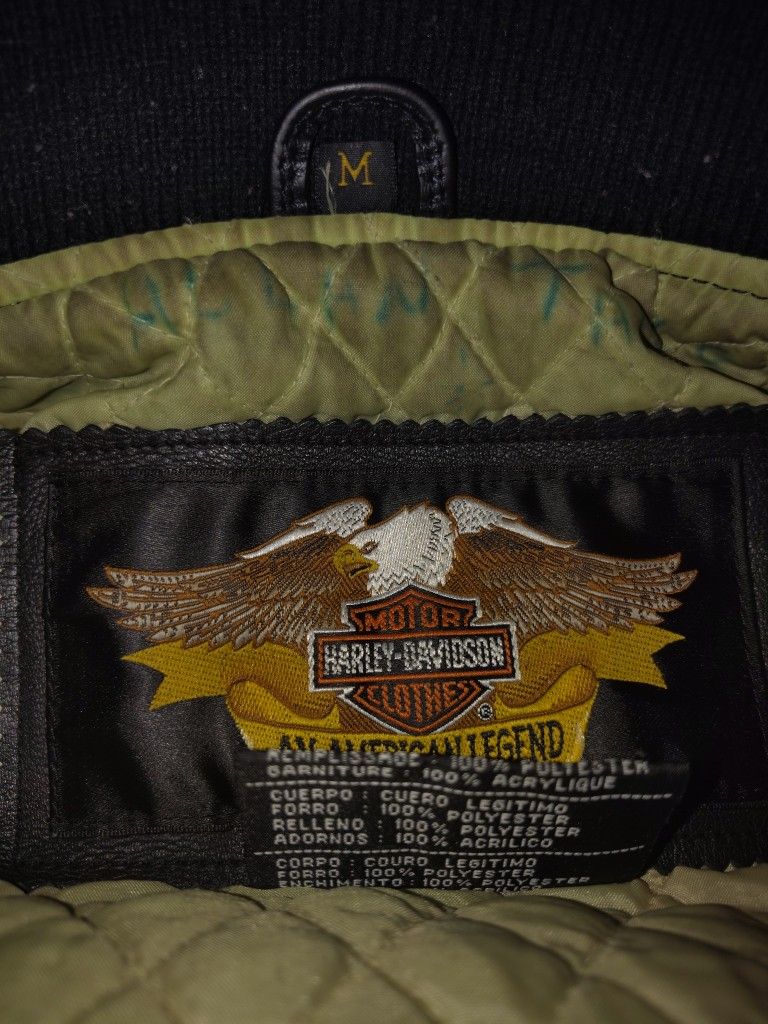 M
MOTOR
HARLEY-DAVIDSON
CLOTHES
®
AN AMERICAN LEGEND
REMPLISSAGE : 100% POLYESTER
GARNITURE : 100% ACRYLIQUE
CUERPO : CUERO LEGITIMO
FORRO : 100% POLYESTER
RELLENO : 100% POLYESTER
ADORNOS : 100% ACRILICO
CORPO : COURO LEGITIMO
FORRO : 100% POLYESTER
ENCHIMENTO : 100% POLYESTER